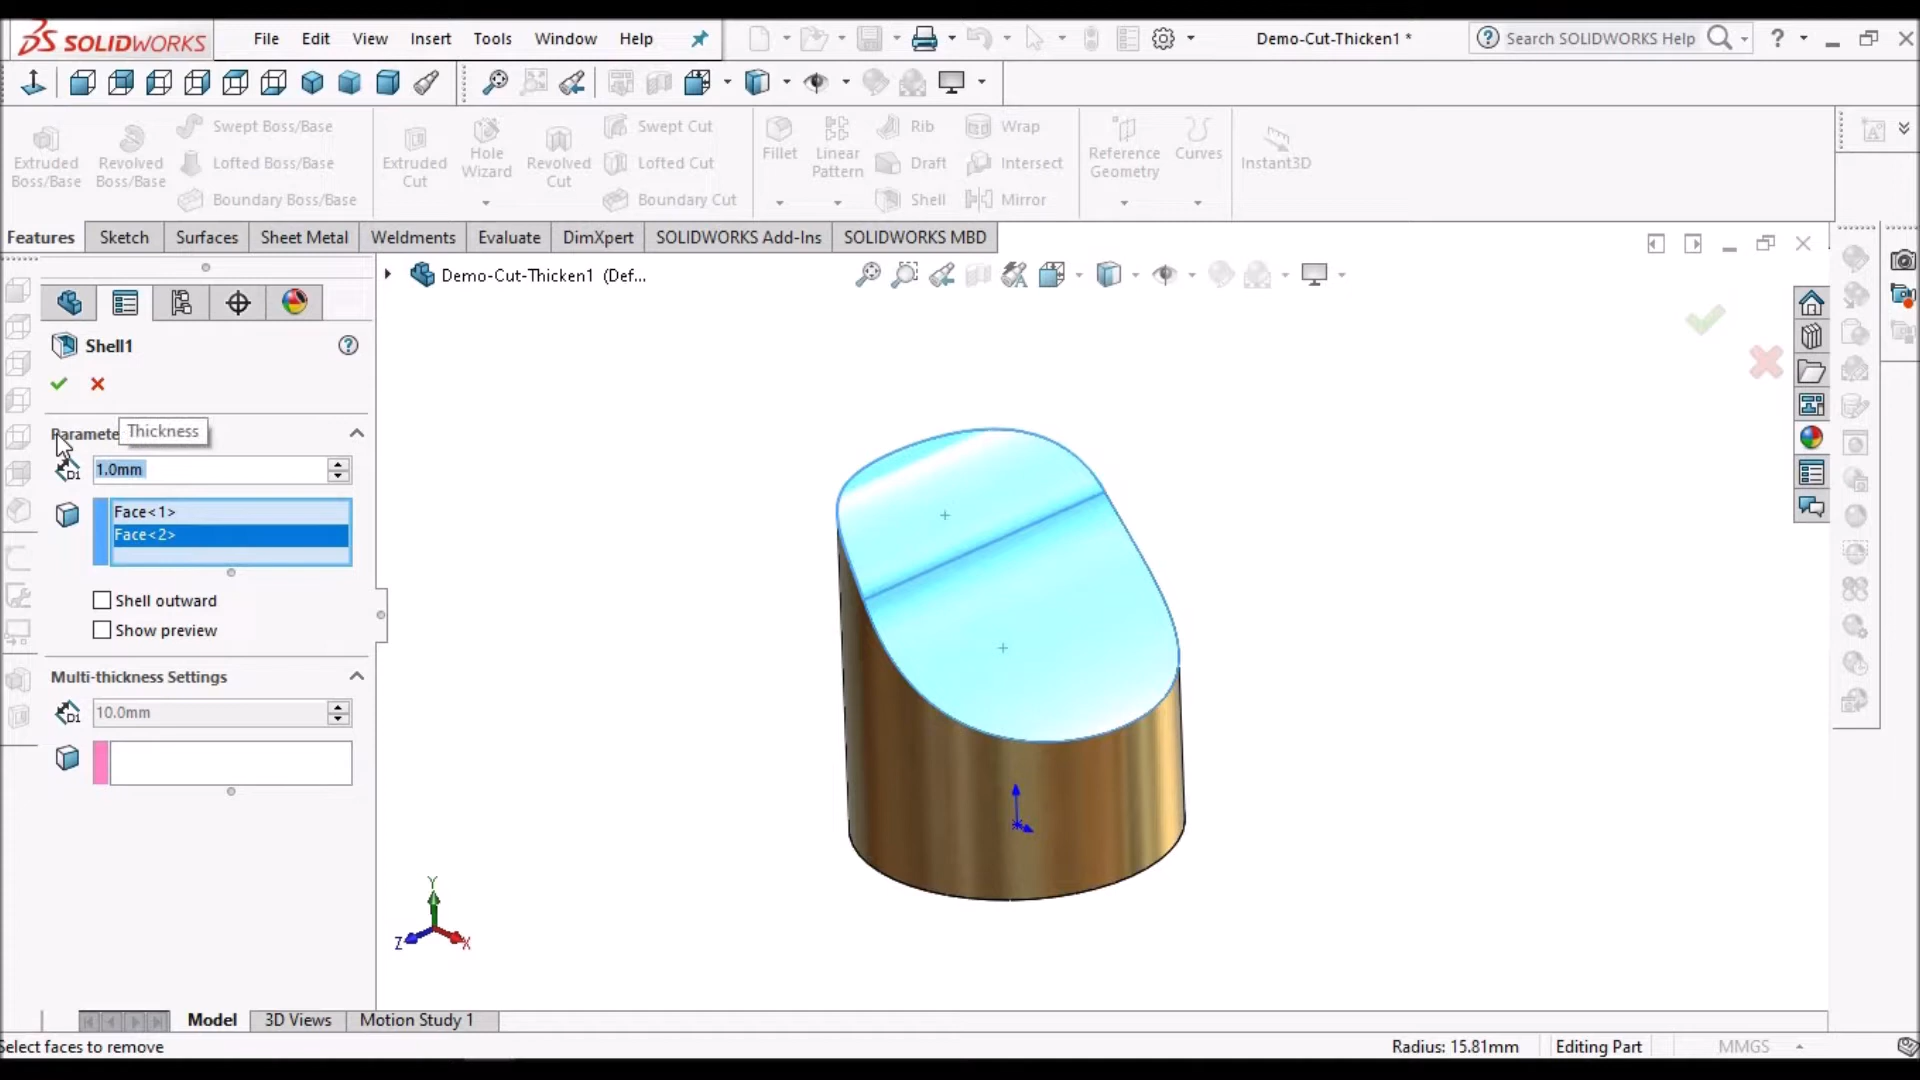 SOLIDWORKS File Edit View Insert Tools Window Help Demo-Cut-Thicken1 * Search SOLIDWORKS Help ?
Extruded Boss/Base
Revolved Boss/Base
Swept Boss/Base
Lofted Boss/Base
Boundary Boss/Base
Extruded Cut
Hole Wizard
Revolved Cut
Swept Cut
Lofted Cut
Boundary Cut
Fillet
Linear Pattern
Rib
Draft
Shell
Wrap
Intersect
Mirror
Reference Geometry
Curves
Instant3D
Features Sketch Surfaces Sheet Metal Weldments Evaluate DimXpert SOLIDWORKS Add-Ins SOLIDWORKS MBD
Demo-Cut-Thicken1 (Def...
Shell1
Paramete
Thickness
D1 1.0mm
Face<1>
Face<2>
Shell outward
Show preview
Multi-thickness Settings
D1 10.0mm
Y
Z X
Model 3D Views Motion Study 1
Select faces to remove Radius: 15.81mm Editing Part MMGS